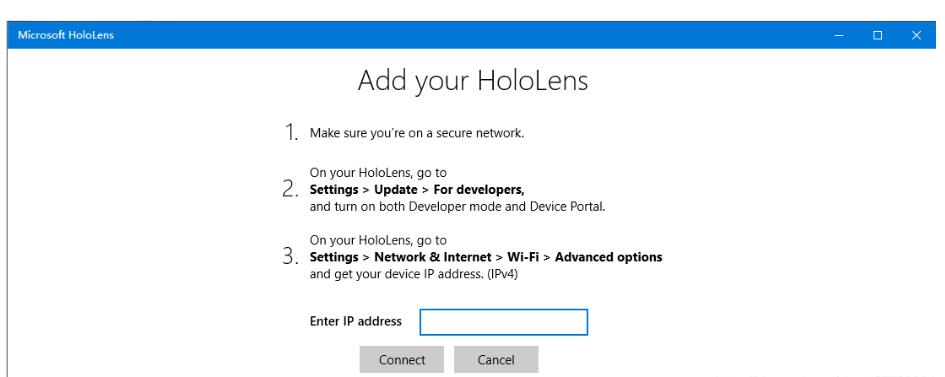 Microsoft HoloLens
Add your HoloLens
1. Make sure you're on a secure network.
On your HoloLens, go to
2. Settings > Update > For developers,
and turn on both Developer mode and Device Portal.
On your HoloLens, go to
3. Settings > Network & Internet > Wi-Fi > Advanced options
and get your device IP address. (IPv4)
Enter IP address
Connect Cancel